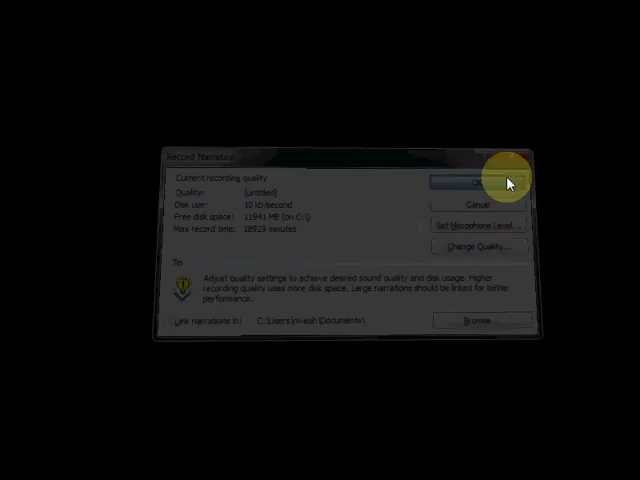 Record Narration
Current recording quality
Quality: [untitled]
Disk use: 10 kb/second
Free disk space: 11941 MB (on C:\)
Max record time: 18929 minutes
Cancel
Set Microphone Level...
Change Quality...
Tip
Adjust quality settings to achieve desired sound quality and disk usage. Higher
recording quality uses more disk space. Large narrations should be linked for better
performance.
Link narrations in:
Browse...